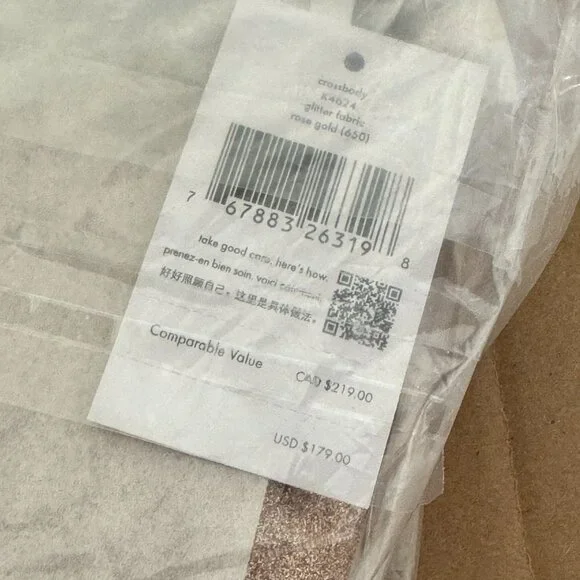 crossbody
K4624
glitter fabric
rose gold (650)
7 67883 26319 8
take good care, here's how.
prenez-en bien soin. voici
好好照顾自己。这里是具体做法。
Comparable Value
CAD $219.00
USD $179.00